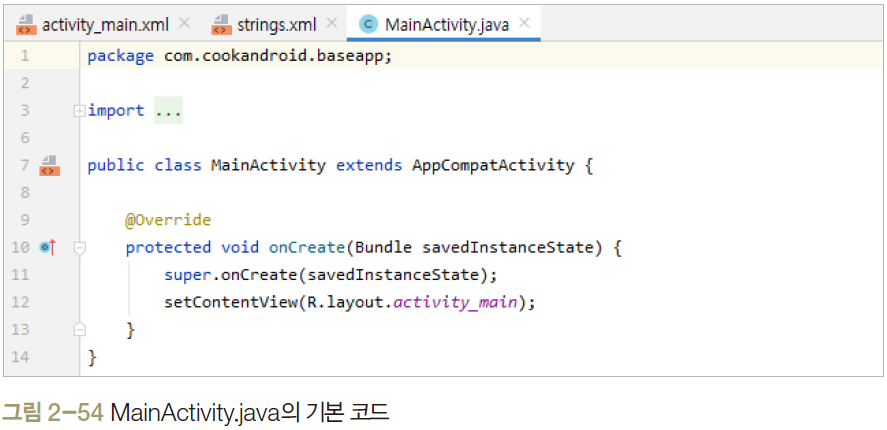 activity_main.xml strings.xml MainActivity.java
1 package com.cookandroid.baseapp;
2
3 import ...
6
7 public class MainActivity extends AppCompatActivity {
8
9 @Override
10 protected void onCreate(Bundle savedInstanceState) {
11 super.onCreate(savedInstanceState);
12 setContentView(R.layout.activity_main);
13 }
14 }
그림 2-54 MainActivity.java의 기본 코드